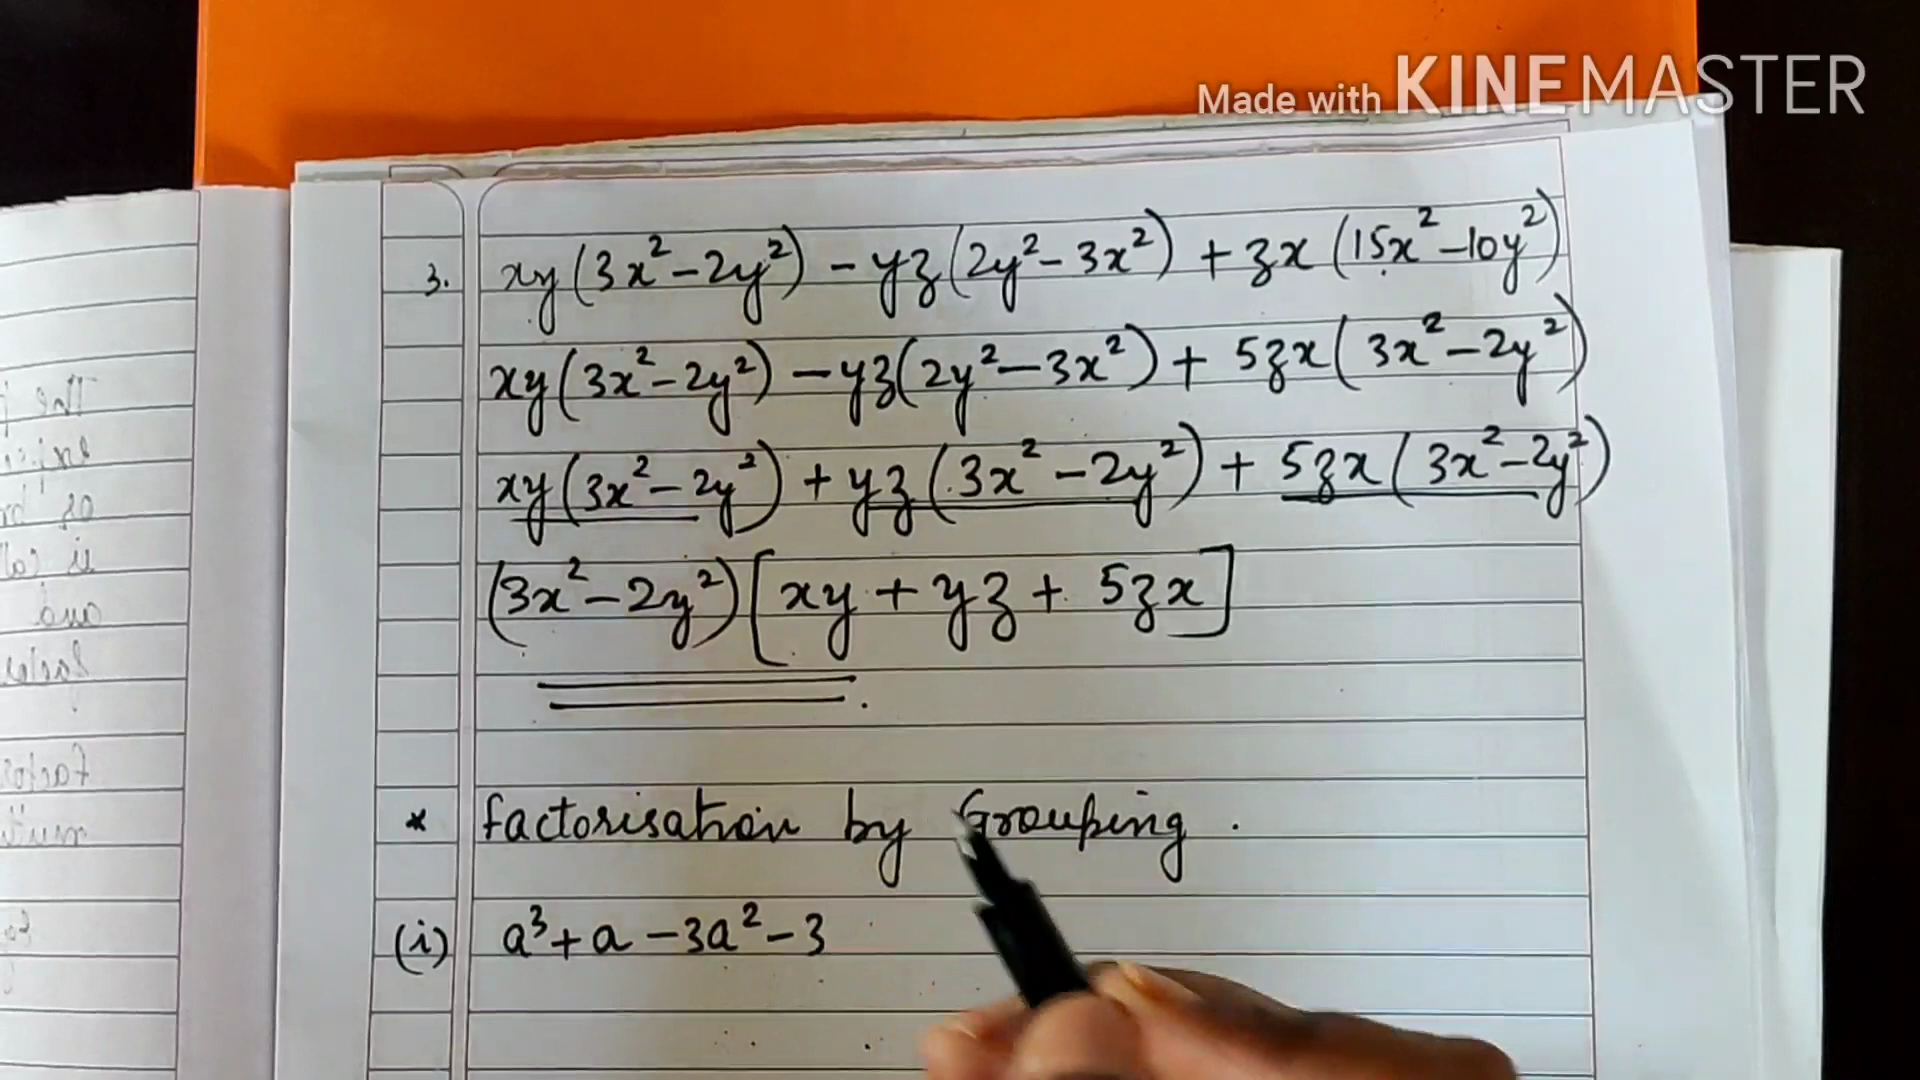 Made with KINEMASTER
3. xy(3x²-2y²) - yz(2y²-3x²) + zx(15x²-10y²)
xy(3x²-2y²) - yz(2y²-3x²) + 5zx(3x²-2y²)
xy(3x²-2y²) + yz(3x²-2y²) + 5zx(3x²-2y²)
(3x²-2y²)[xy + yz + 5zx]
* factorisation by Grouping.
(i) a³+a-3a²-3